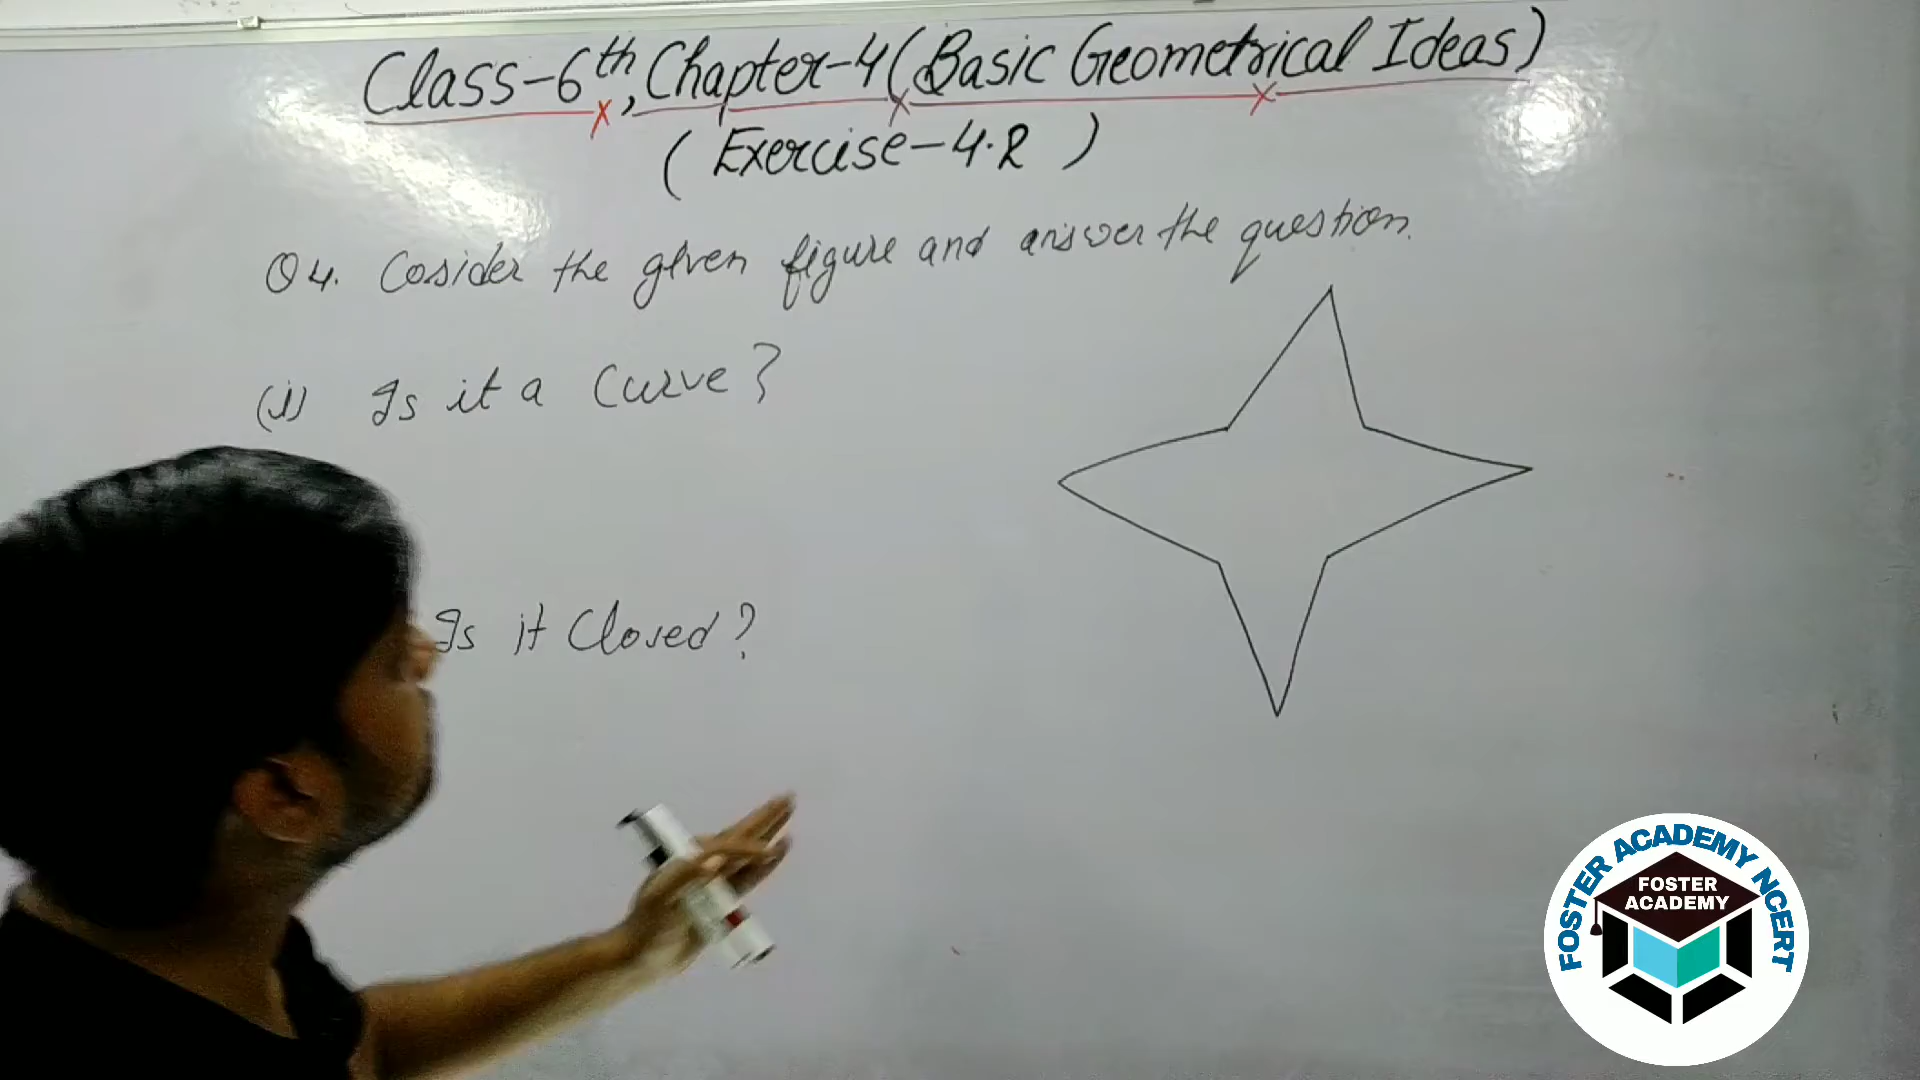 Class-6th, Chapter-4 (Basic Geometrical Ideas)
(Exercise-4.2)
Q4. Cosider the given figure and answer the question.
(i) Is it a Curve?
Is it Closed?
FOSTER ACADEMY NCERT
FOSTER
ACADEMY